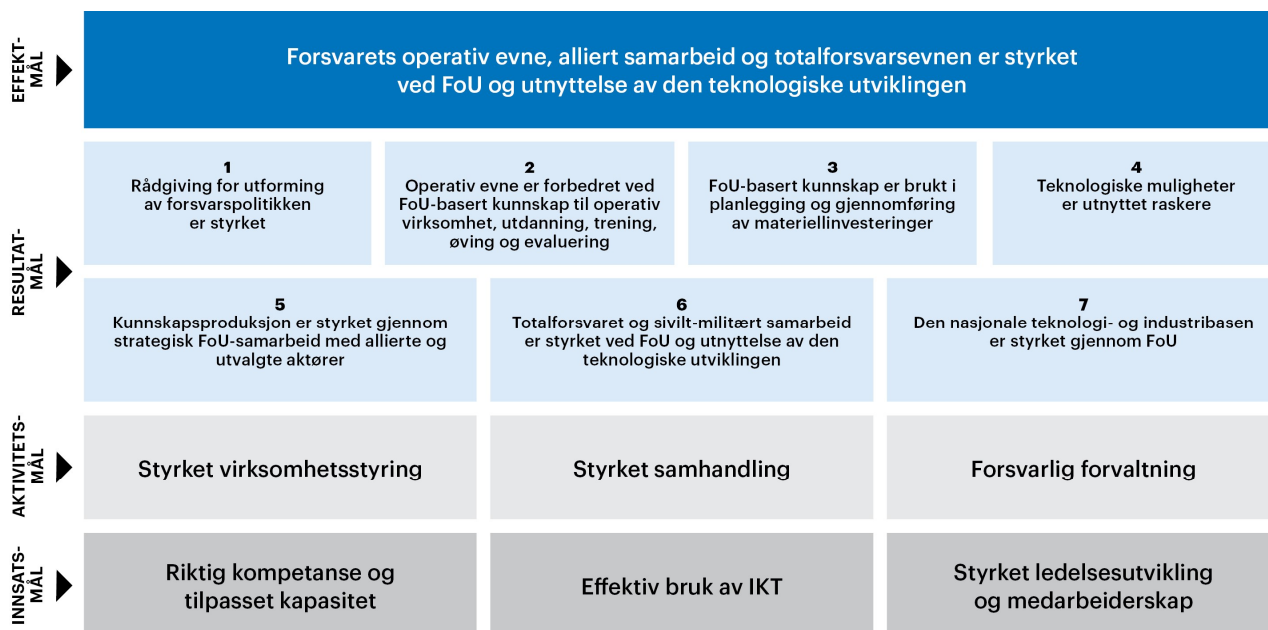 EFFEKT-
MÅL
Forsvarets operativ evne, alliert samarbeid og totalforsvarsevnen er styrket
ved FoU og utnyttelse av den teknologiske utviklingen
RESULTAT-
MÅL
1
Rådgiving for utforming
av forsvarspolitikken
er styrket
2
Operativ evne er forbedret ved
FoU-basert kunnskap til operativ
virksomhet, utdanning, trening,
øving og evaluering
3
FoU-basert kunnskap er brukt i
planlegging og gjennomføring
av materiellinvesteringer
4
Teknologiske muligheter
er utnyttet raskere
5
Kunnskapsproduksjon er styrket gjennom
strategisk FoU-samarbeid med allierte og
utvalgte aktører
6
Totalforsvaret og sivilt-militært samarbeid
er styrket ved FoU og utnyttelse av den
teknologiske utviklingen
7
Den nasjonale teknologi- og industribasen
er styrket gjennom FoU
AKTIVITETS-
MÅL
Styrket virksomhetsstyring
Styrket samhandling
Forsvarlig forvaltning
INNSATS-
MÅL
Riktig kompetanse og
tilpasset kapasitet
Effektiv bruk av IKT
Styrket ledelsesutvikling
og medarbeiderskap